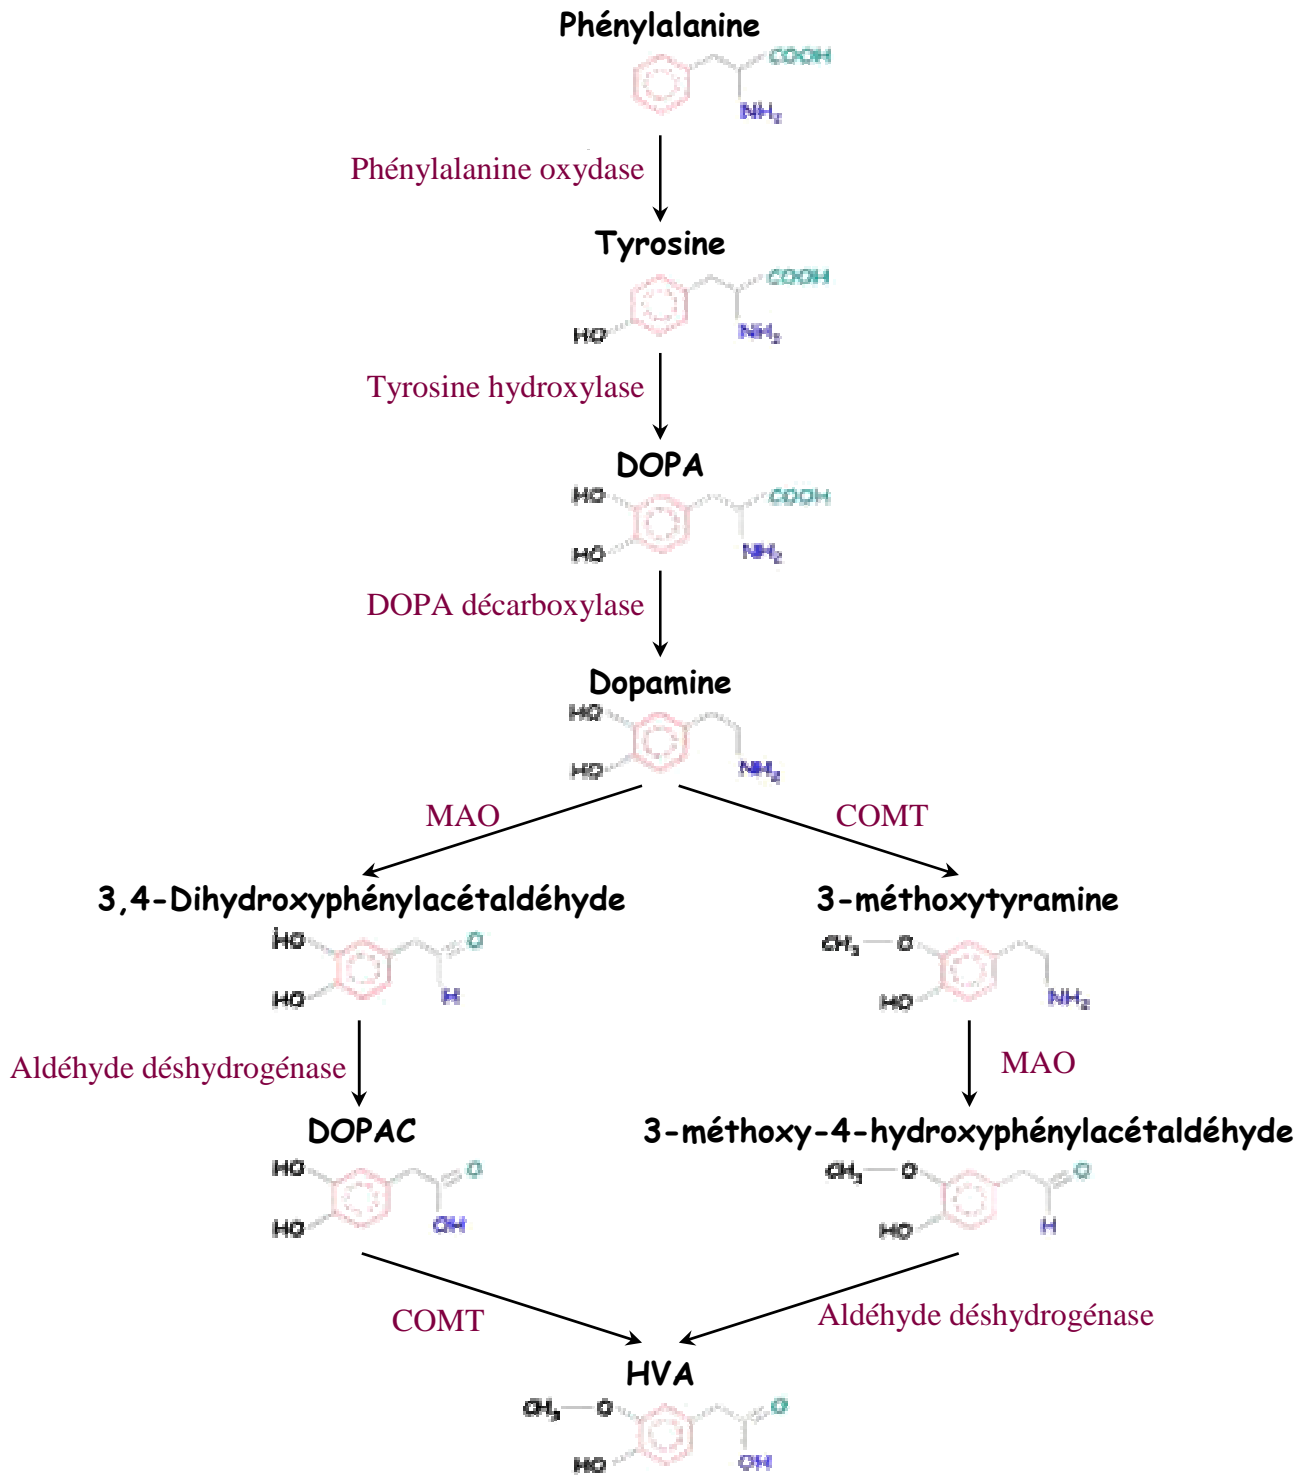 Phénylalanine
COOH
NH2
Phénylalanine oxydase
Tyrosine
COOH
HO
NH2
Tyrosine hydroxylase
DOPA
HO
COOH
HO
NH2
DOPA décarboxylase
Dopamine
HO
HO
NH2
MAO
COMT
3,4-Dihydroxyphénylacétaldéhyde
3-méthoxytyramine
HO
O
CH3
O
HO
H
HO
NH2
Aldéhyde déshydrogénase
MAO
DOPAC
3-méthoxy-4-hydroxyphénylacétaldéhyde
HO
O
CH3
O
O
HO
OH
HO
H
COMT
Aldéhyde déshydrogénase
HVA
CH3
O
O
HO
OH